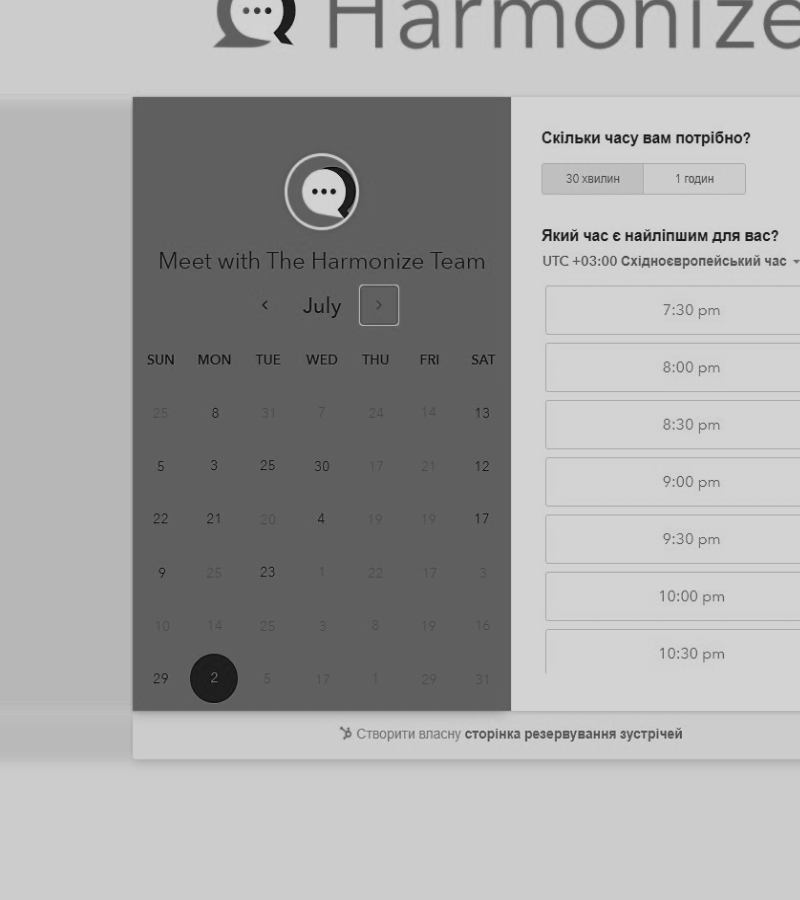 Harmonize
Meet with The Harmonize Team
July
SUN MON TUE WED THU FRI SAT
25 8 31 7 24 14 13
5 3 25 30 17 21 12
22 21 20 4 19 19 17
9 25 23 1 22 17 3
10 14 25 3 8 19 16
29 2 5 17 1 29 31
Скільки часу вам потрібно?
30 хвилин 1 годин
Який час є найліпшим для вас?
UTC +03:00 Східноєвропейський час
7:30 pm
8:00 pm
8:30 pm
9:00 pm
9:30 pm
10:00 pm
10:30 pm
Створити власну сторінка резервування зустрічей